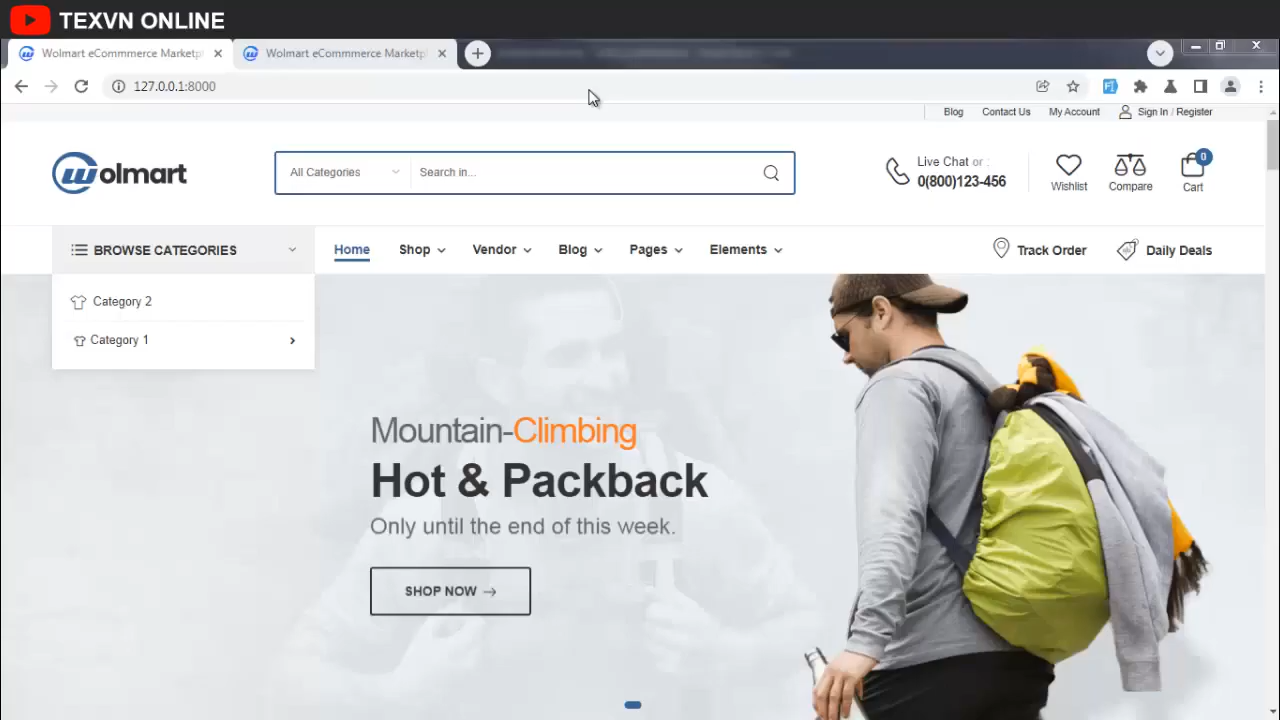 TEXVN ONLINE
Wolmart eCommmerce Marketp
Wolmart eCommmerce Marketp
127.0.0.1:8000
Blog
Contact Us
My Account
Sign In / Register
Wolmart
All Categories
Search in...
Live Chat or :
0(800)123-456
Wishlist
Compare
0
Cart
BROWSE CATEGORIES
Home
Shop
Vendor
Blog
Pages
Elements
Track Order
Daily Deals
Category 2
Category 1
Mountain-Climbing
Hot & Packback
Only until the end of this week.
SHOP NOW